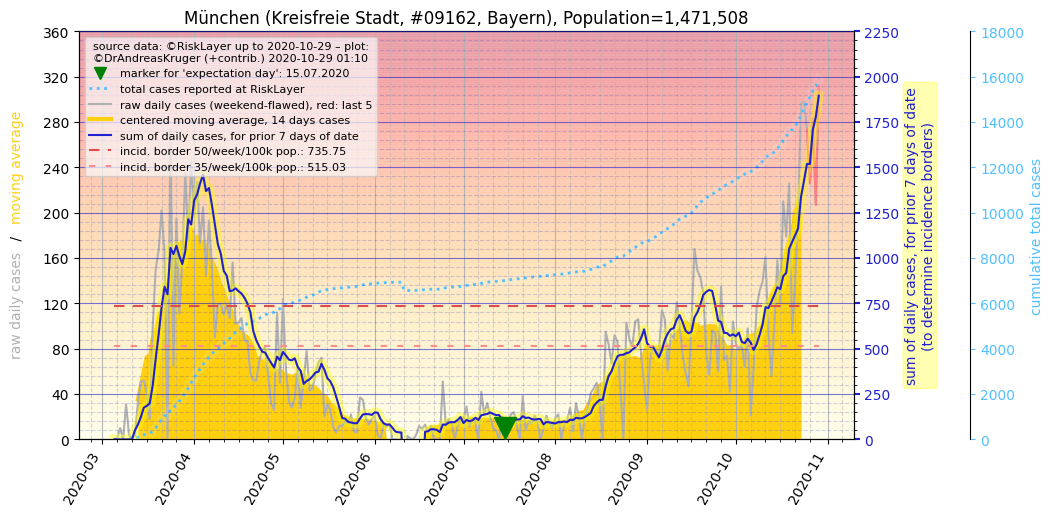 München (Kreisfreie Stadt, #09162, Bayern), Population=1,471,508
source data: ©RiskLayer up to 2020-10-29 – plot:
©DrAndreasKruger (+contrib.) 2020-10-29 01:10
marker for 'expectation day': 15.07.2020
total cases reported at RiskLayer
raw daily cases (weekend-flawed), red: last 5
centered moving average, 14 days cases
sum of daily cases, for prior 7 days of date
incid. border 50/week/100k pop.: 735.75
incid. border 35/week/100k pop.: 515.03
raw daily cases / moving average
360
320
280
240
200
160
120
80
40
0
2020-03
2020-04
2020-05
2020-06
2020-07
2020-08
2020-09
2020-10
2020-11
2250
2000
1750
1500
1250
1000
750
500
250
0
sum of daily cases, for prior 7 days of date
(to determine incidence borders)
18000
16000
14000
12000
10000
8000
6000
4000
2000
0
cumulative total cases